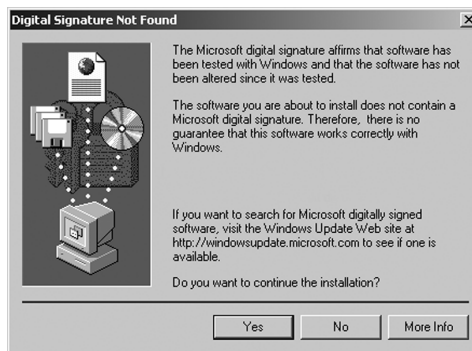 Digital Signature Not Found
The Microsoft digital signature affirms that software has
been tested with Windows and that the software has not
been altered since it was tested.
The software you are about to install does not contain a
Microsoft digital signature. Therefore, there is no
guarantee that this software works correctly with
Windows.
If you want to search for Microsoft digitally signed
software, visit the Windows Update Web site at
http://windowsupdate.microsoft.com to see if one is
available.
Do you want to continue the installation?
Yes
No
More Info